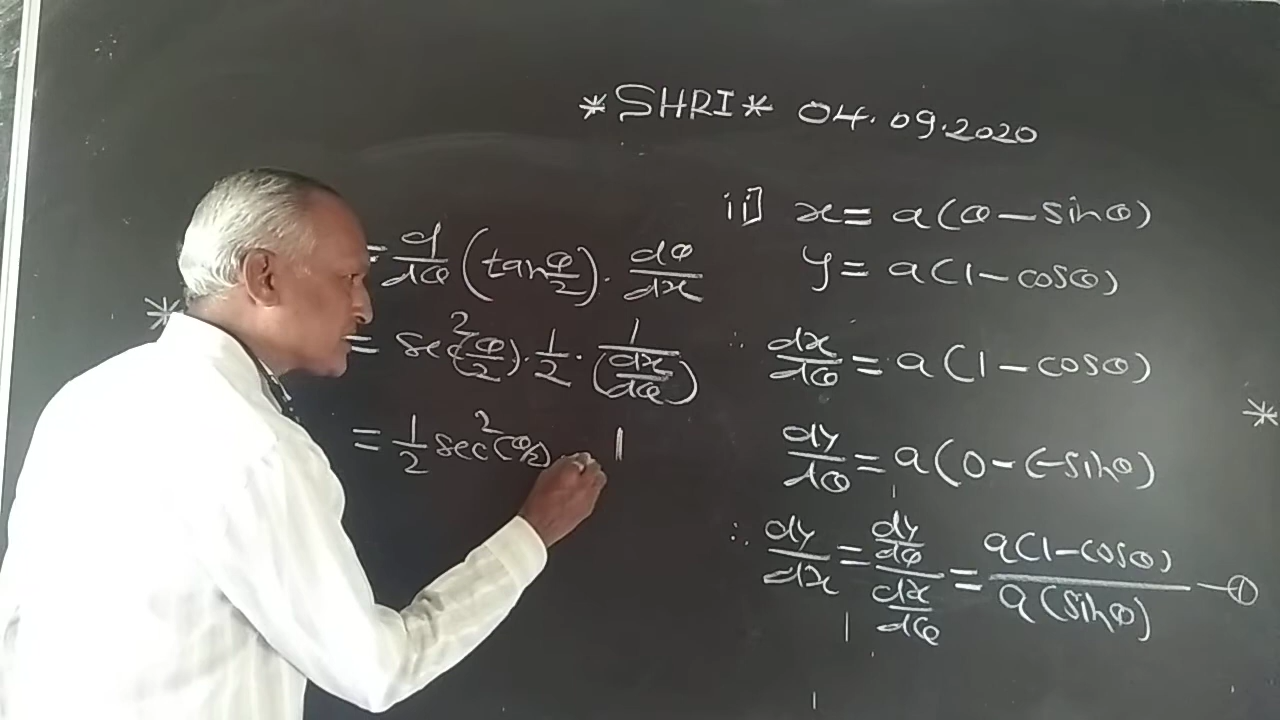 *SHRI* 04.09.2020
= d/dθ (tan θ/2) · dθ/dx
= sec²(θ/2) · 1/2 · 1/(dx/dθ)
= 1/2 sec²(θ/2) · 1
ii] x = a(θ - sinθ)
y = a(1 - cosθ)
∴ dx/dθ = a(1 - cosθ)
dy/dθ = a(0 - (-sinθ)
∴ dy/dx = (dy/dθ)/(dx/dθ) = a(1 - cosθ)/a(sinθ) — ①